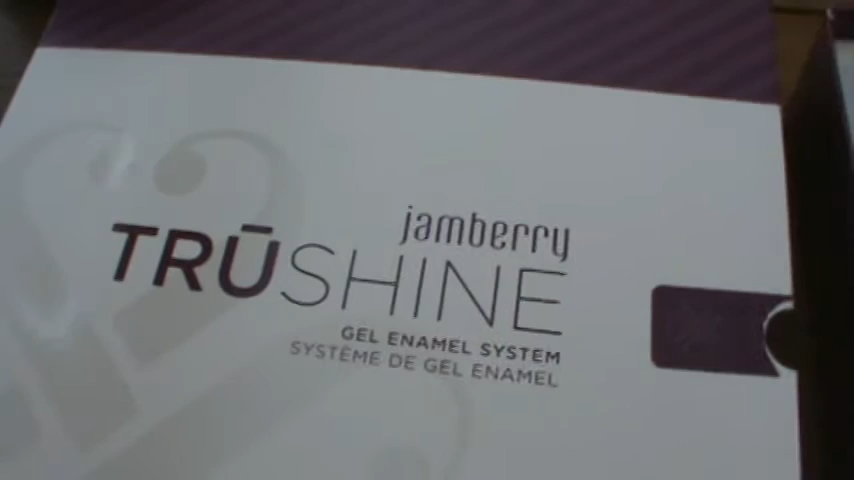 jamberry
TRŪSHINE
GEL ENAMEL SYSTEM
SYSTÈME DE GEL ENAMEL